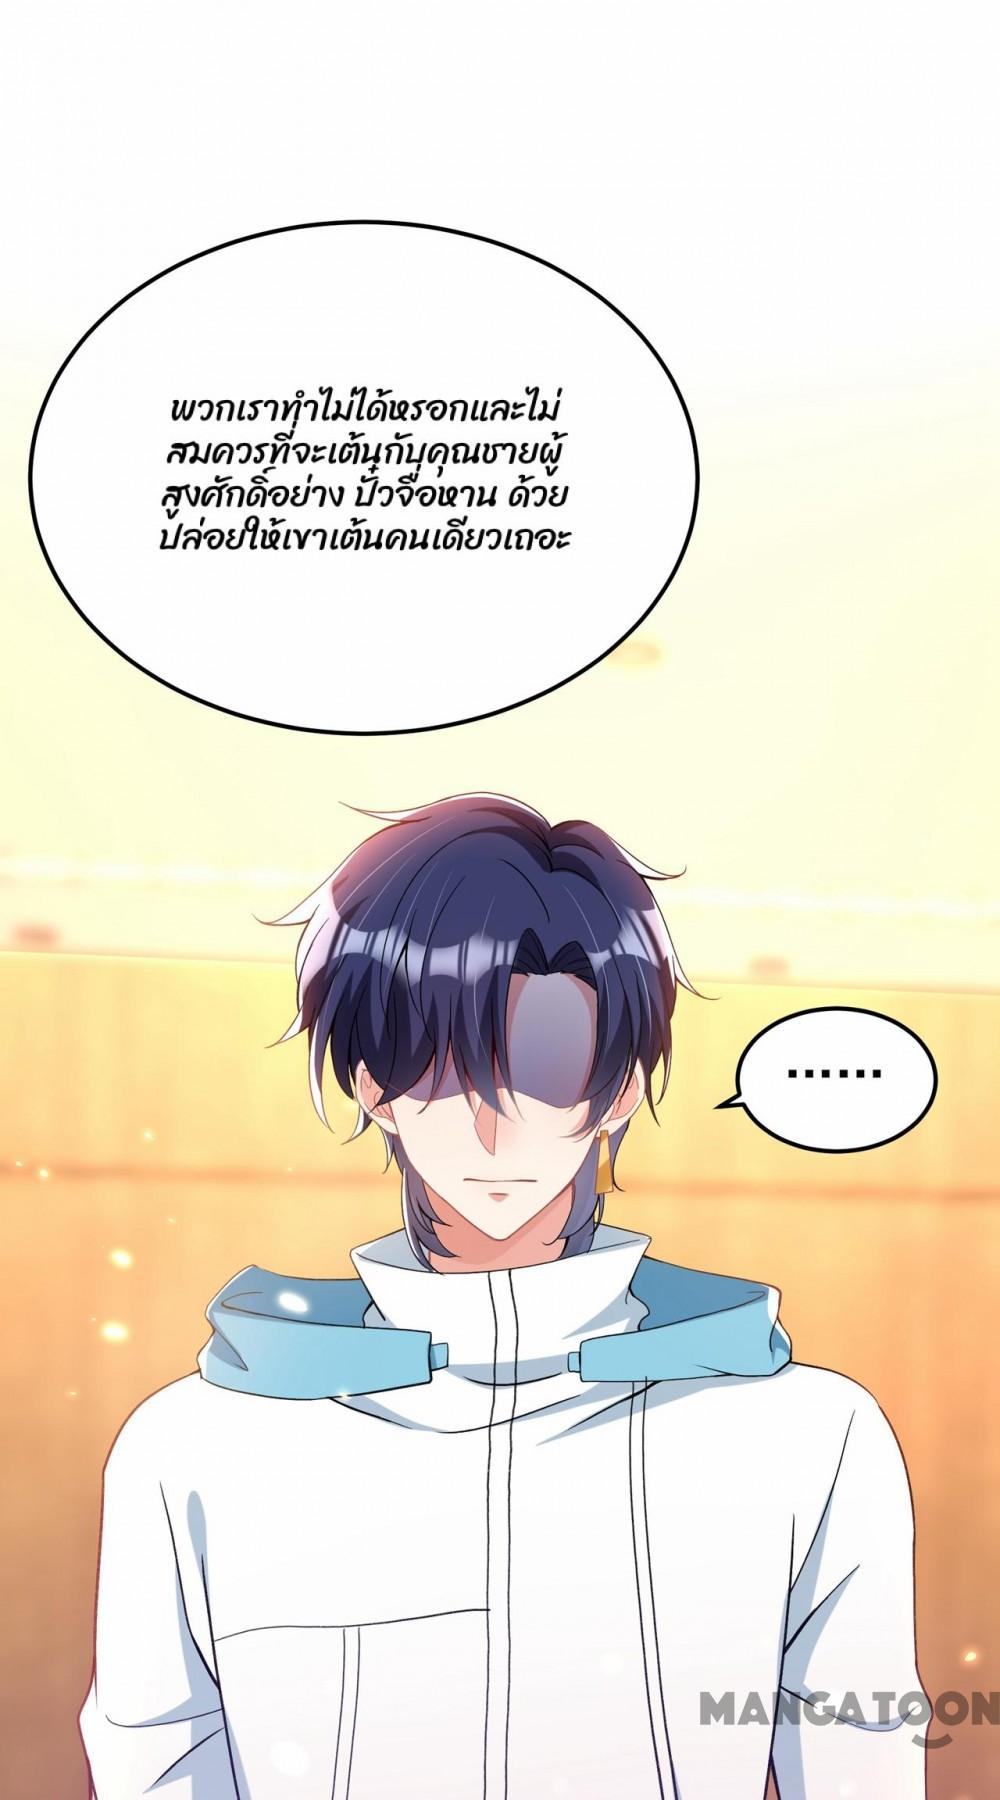 พวกเราทำไม่ได้หรอกและไม่
สมควรที่จะเต้นกับคุณชายผู้
สูงศักดิ์อย่าง ปั๋วจื่อหาน ด้วย
ปล่อยให้เขาเต้นคนเดียวเถอะ
......
MANGATOON